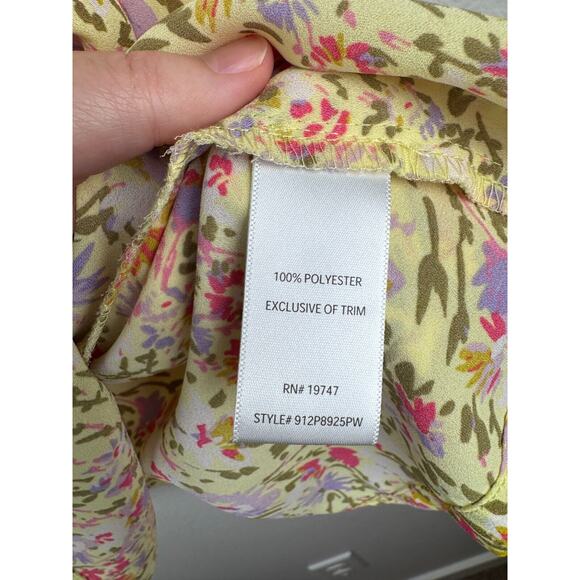 100% POLYESTER
EXCLUSIVE OF TRIM
RN# 19747
STYLE# 912P8925PW